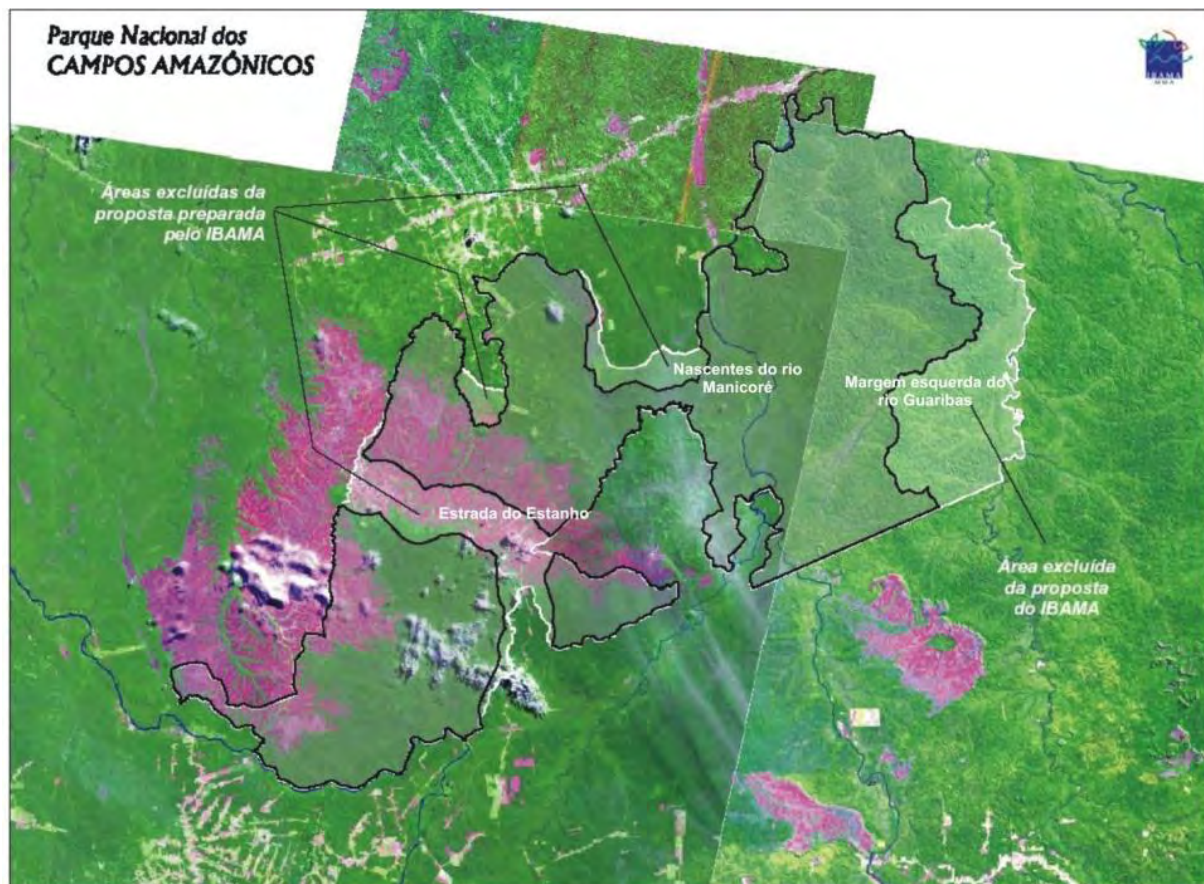 Parque Nacional dos
CAMPOS AMAZÔNICOS
IBAMA
MMA
Áreas excluídas da
proposta preparada
pelo IBAMA
Nascentes do rio
Manicoré
Margem esquerda do
rio Guaribas
Estrada do Estanho
Área excluída
da proposta
do IBAMA